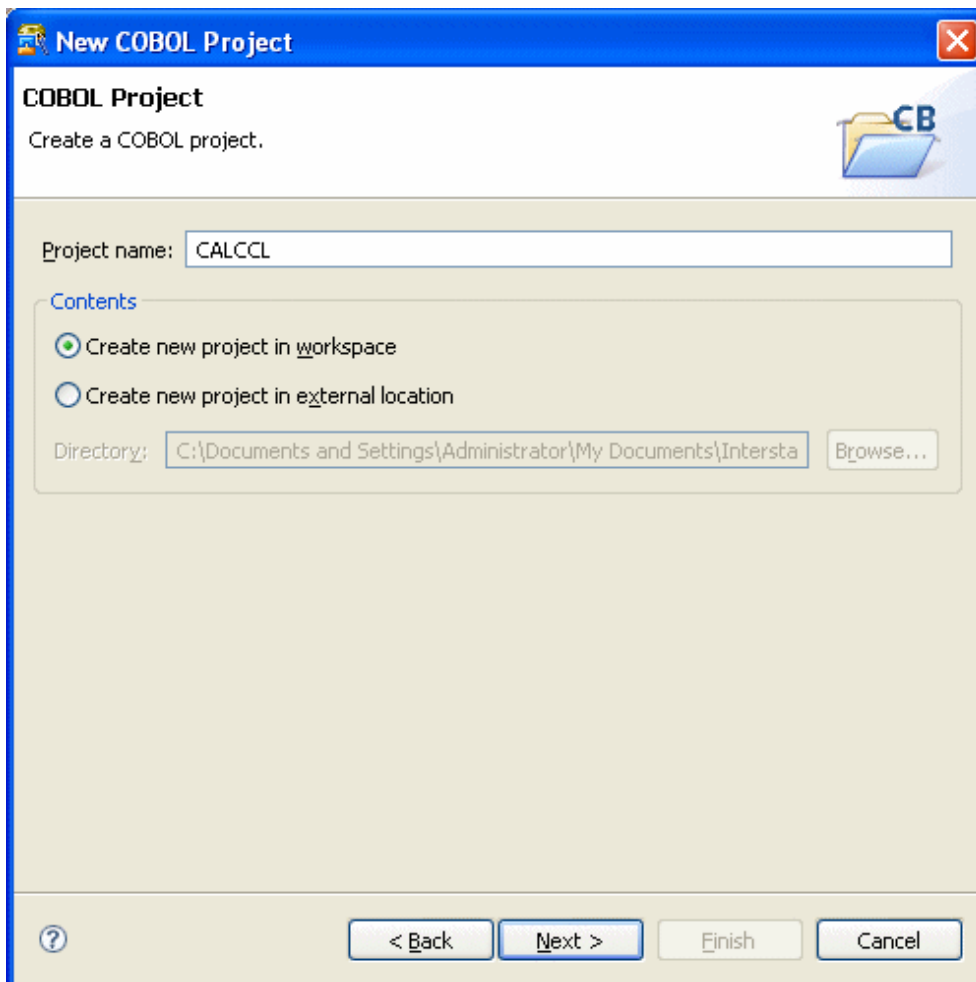 New COBOL Project
COBOL Project
Create a COBOL project.
CB
Project name: CALCCL
Contents
Create new project in workspace
Create new project in external location
Directory: C:\Documents and Settings\Administrator\My Documents\Intersta Browse...
? < Back Next > Finish Cancel